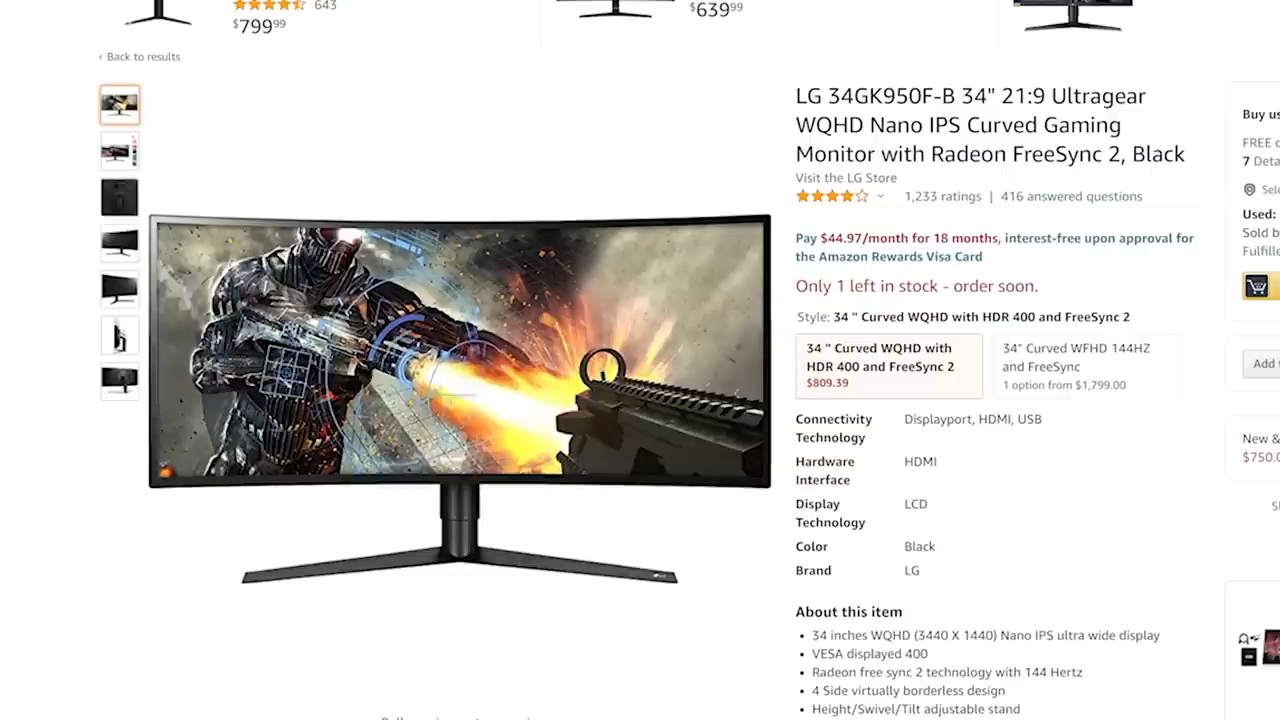 643
$799⁹⁹
$639⁹⁹
‹ Back to results
LG 34GK950F-B 34" 21:9 Ultragear
WQHD Nano IPS Curved Gaming
Monitor with Radeon FreeSync 2, Black
Visit the LG Store
1,233 ratings | 416 answered questions
Pay $44.97/month for 18 months, interest-free upon approval for
the Amazon Rewards Visa Card
Only 1 left in stock - order soon.
Style: 34 " Curved WQHD with HDR 400 and FreeSync 2
34 " Curved WQHD with
HDR 400 and FreeSync 2
$809.39
34" Curved WFHD 144HZ
and FreeSync
1 option from $1,799.00
Connectivity Displayport, HDMI, USB
Technology
Hardware HDMI
Interface
Display LCD
Technology
Color Black
Brand LG
About this item
• 34 inches WQHD (3440 X 1440) Nano IPS ultra wide display
• VESA displayed 400
• Radeon free sync 2 technology with 144 Hertz
• 4 Side virtually borderless design
• Height/Swivel/Tilt adjustable stand
Buy us
FREE
7 Deta
Sele
Used:
Sold b
Fulfille
Add
New &
$750.0